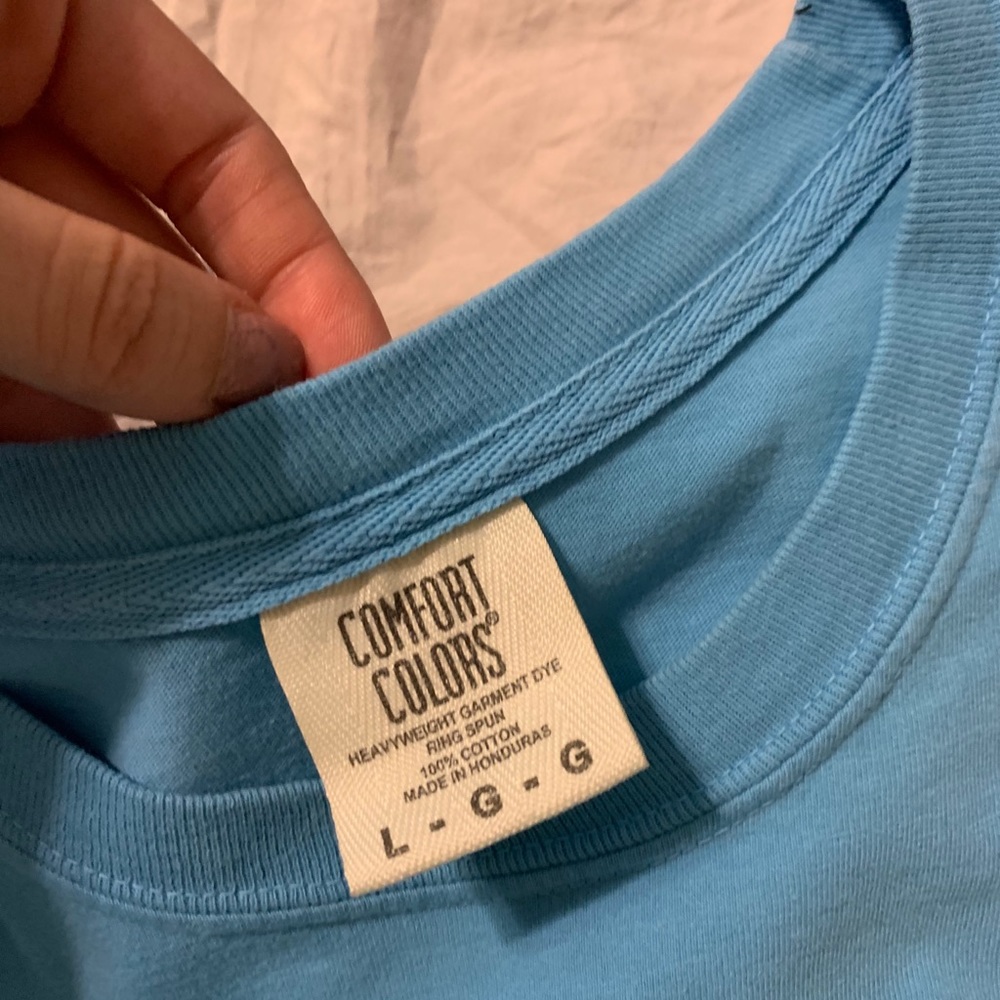 COMFORT
COLORS®
HEAVYWEIGHT GARMENT DYE
RING SPUN
100% COTTON
MADE IN HONDURAS
L - G - G